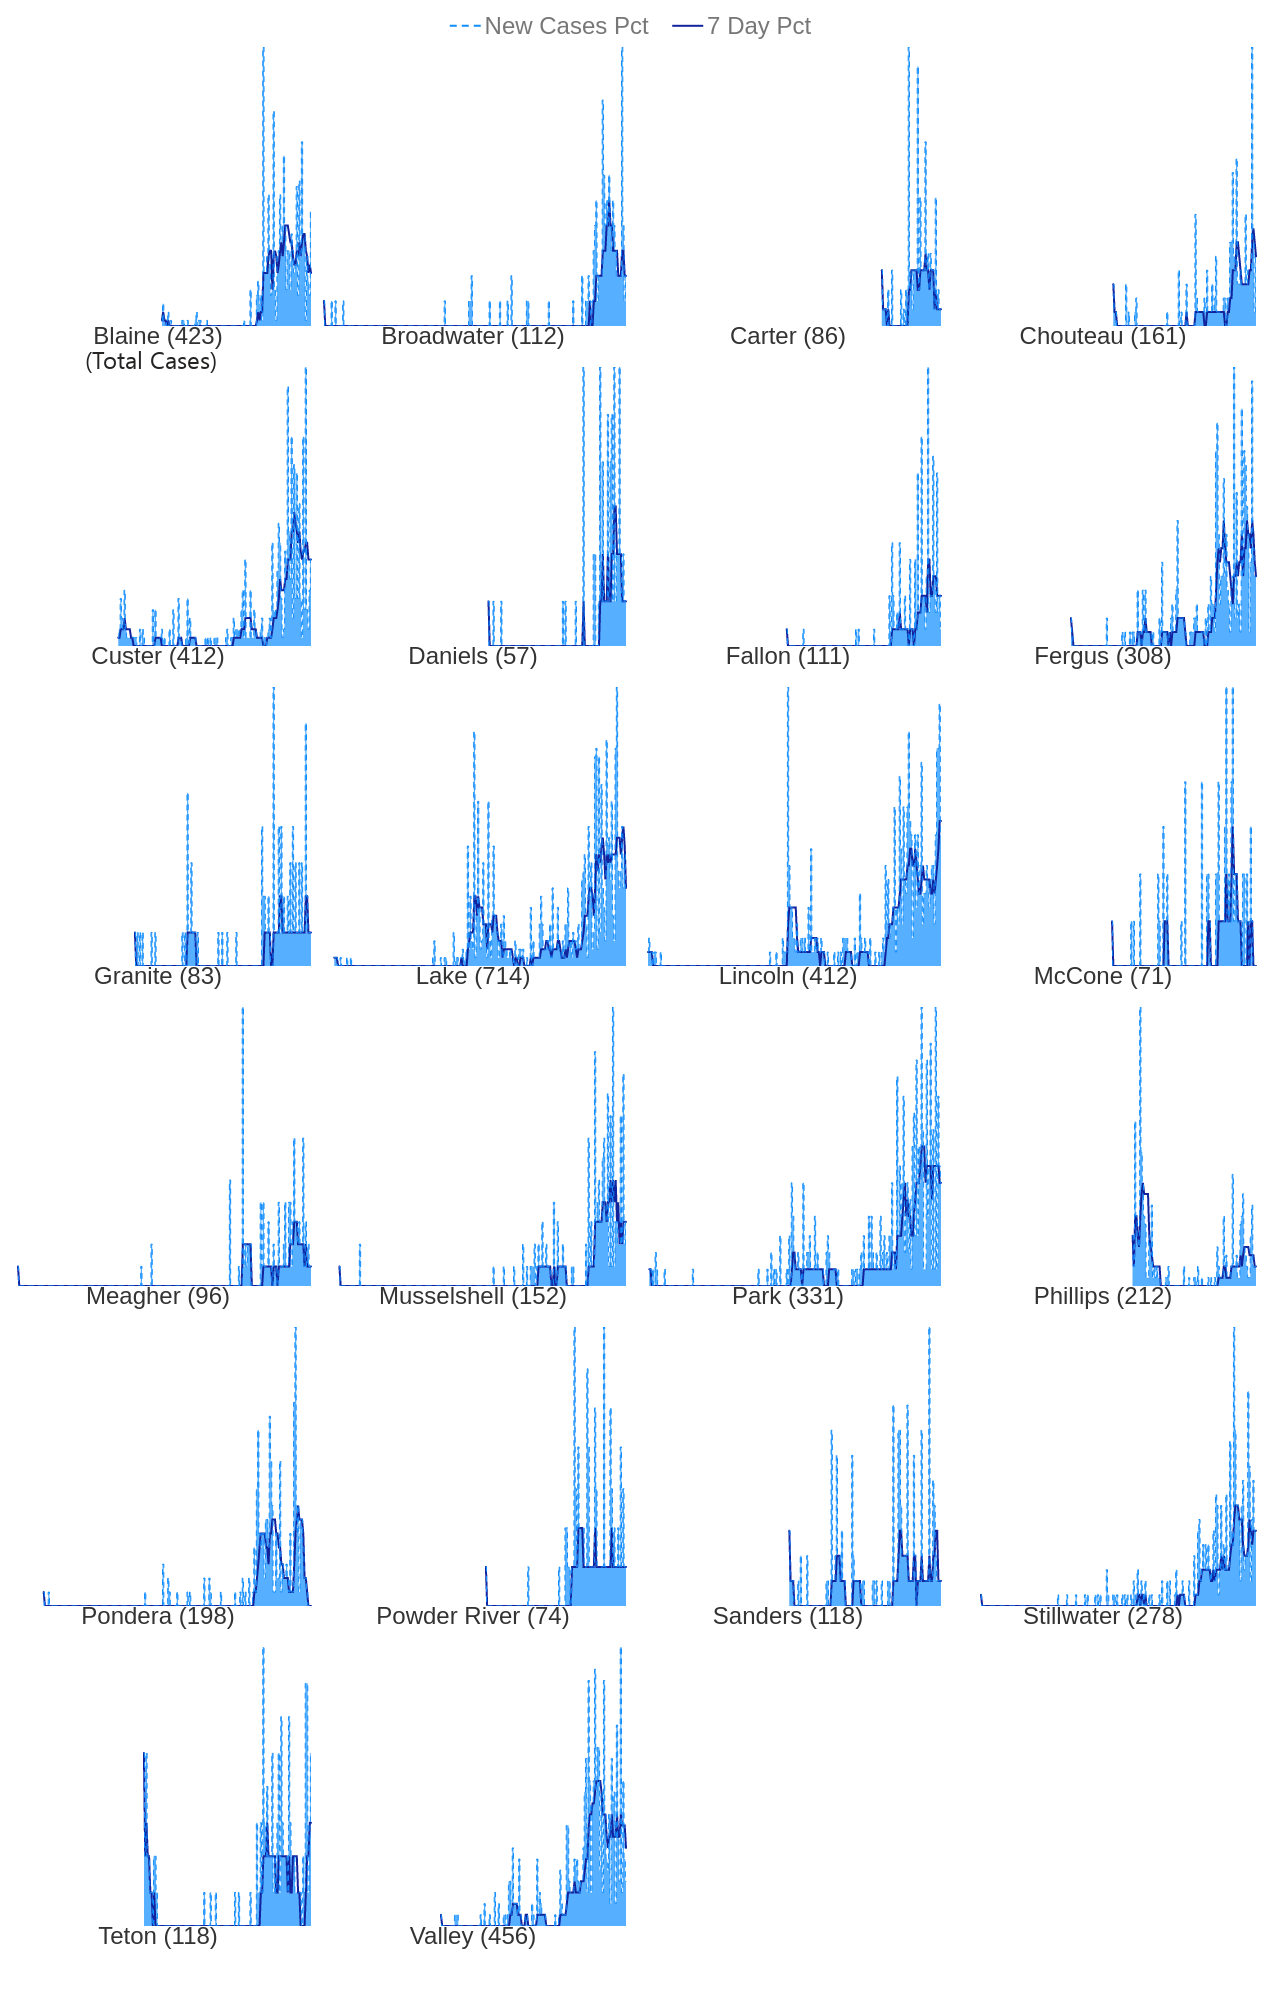 New Cases Pct 7 Day Pct
Blaine (423) Broadwater (112) Carter (86) Chouteau (161)
(Total Cases)
Custer (412) Daniels (57) Fallon (111) Fergus (308)
Granite (83) Lake (714) Lincoln (412) McCone (71)
Meagher (96) Musselshell (152) Park (331) Phillips (212)
Pondera (198) Powder River (74) Sanders (118) Stillwater (278)
Teton (118) Valley (456)